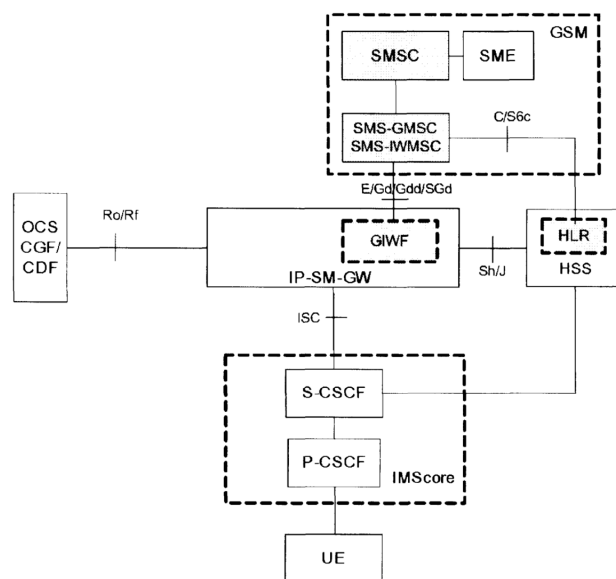 GSM
SMSC
SME
SMS-GMSC
SMS-IWMSC
C/S6c
E/Gd/Gdd/SGd
OCS
CGF/
CDF
Ro/Rf
GIWF
IP-SM-GW
Sh/J
HLR
HSS
ISC
S-CSCF
P-CSCF
IMScore
UE